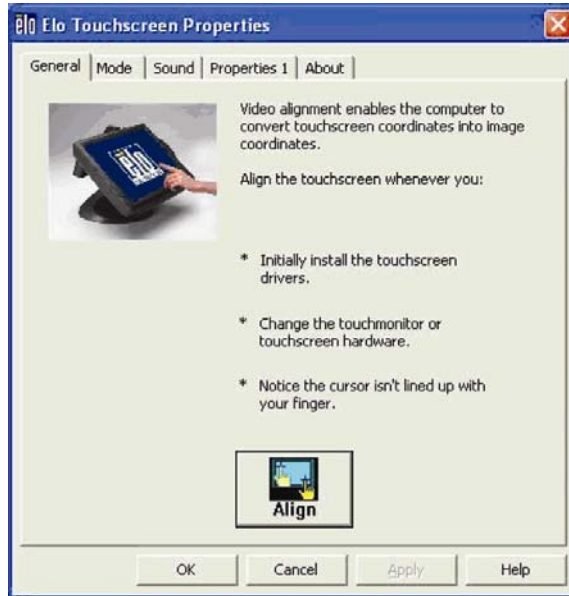 elo Elo Touchscreen Properties
General Mode Sound Properties 1 About
Video alignment enables the computer to
convert touchscreen coordinates into image
coordinates.
Align the touchscreen whenever you:
* Initially install the touchscreen
drivers.
* Change the touchmonitor or
touchscreen hardware.
* Notice the cursor isn't lined up with
your finger.
elo
Align
OK Cancel Apply Help